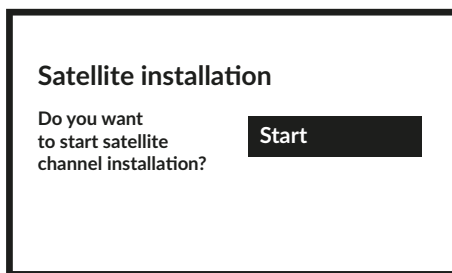 Satellite installation
Do you want
to start satellite
channel installation?
Start